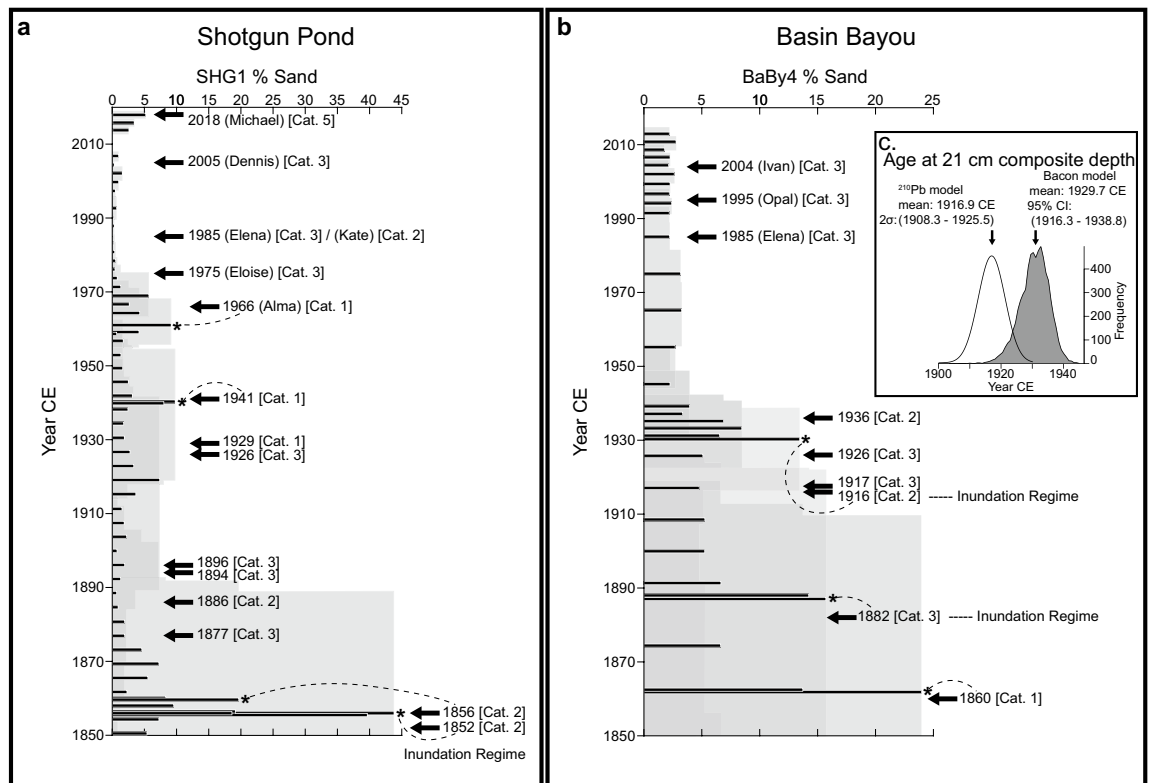 a
Shotgun Pond
SHG1 % Sand
0 5 10 15 20 25 30 35 40 45
2018 (Michael) [Cat. 5]
2010
2005 (Dennis) [Cat. 3]
1990
1985 (Elena) [Cat. 3] / (Kate) [Cat. 2]
1975 (Eloise) [Cat. 3]
1970
1966 (Alma) [Cat. 1]
*
1950
1941 [Cat. 1]
*
Year CE
1930
1929 [Cat. 1]
1926 [Cat. 3]
1910
1896 [Cat. 3]
1894 [Cat. 3]
1890
1886 [Cat. 2]
1877 [Cat. 3]
1870
*
*
1856 [Cat. 2]
1852 [Cat. 2]
1850
Inundation Regime
b
Basin Bayou
BaBy4 % Sand
0 5 10 15 20 25
2010
2004 (Ivan) [Cat. 3]
1995 (Opal) [Cat. 3]
1990
1985 (Elena) [Cat. 3]
1970
1950
1936 [Cat. 2]
Year CE
1930
*
1926 [Cat. 3]
1917 [Cat. 3]
1916 [Cat. 2] ----- Inundation Regime
1910
1890
*
1882 [Cat. 3] ----- Inundation Regime
1870
*
1860 [Cat. 1]
1850
c.
Age at 21 cm composite depth
210Pb model
mean: 1916.9 CE
2σ:(1908.3 - 1925.5)
Bacon model
mean: 1929.7 CE
95% CI:
(1916.3 - 1938.8)
400
300
200
100
0
Frequency
1900 1920 1940
Year CE